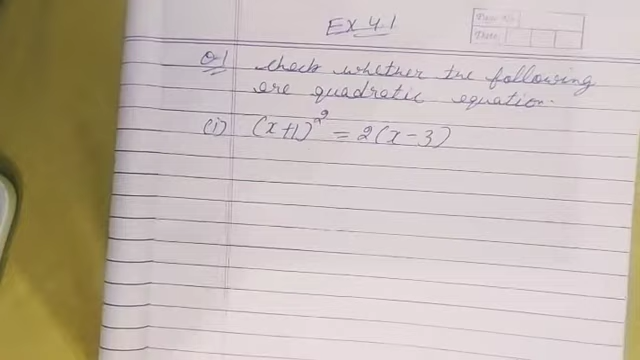 Ex 4.1
Page No.
Date
Q1 check whether the following
are quadratic equation.
(i) (x+1)² = 2(x-3)